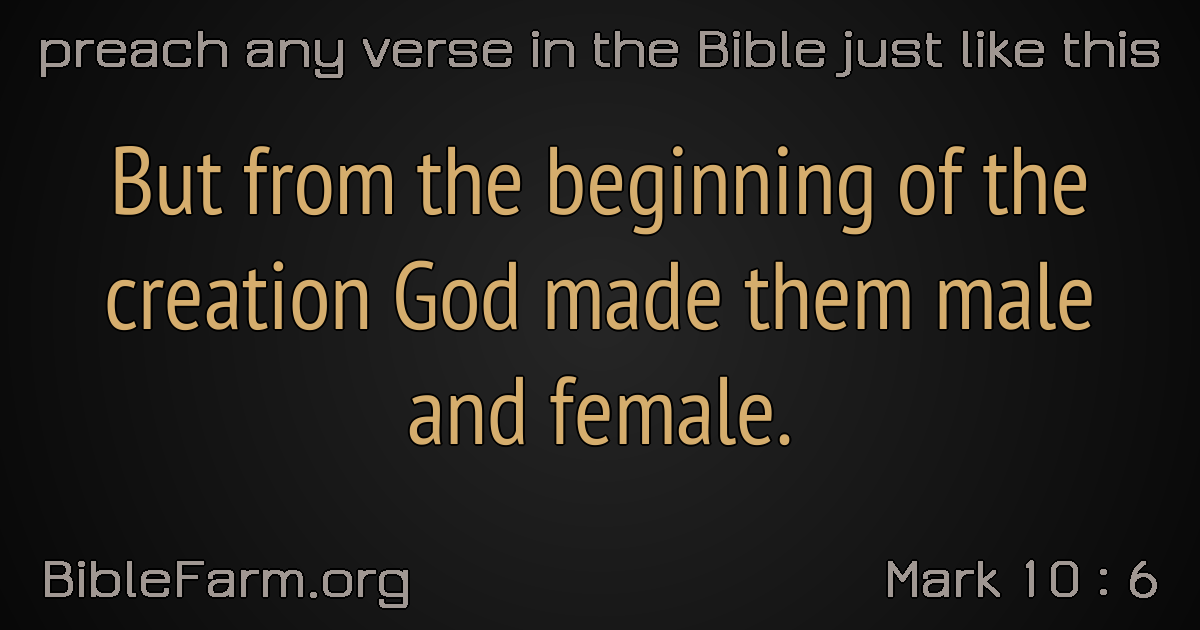 preach any verse in the Bible just like this
But from the beginning of the
creation God made them male
and female.
BibleFarm.org
Mark 10 : 6